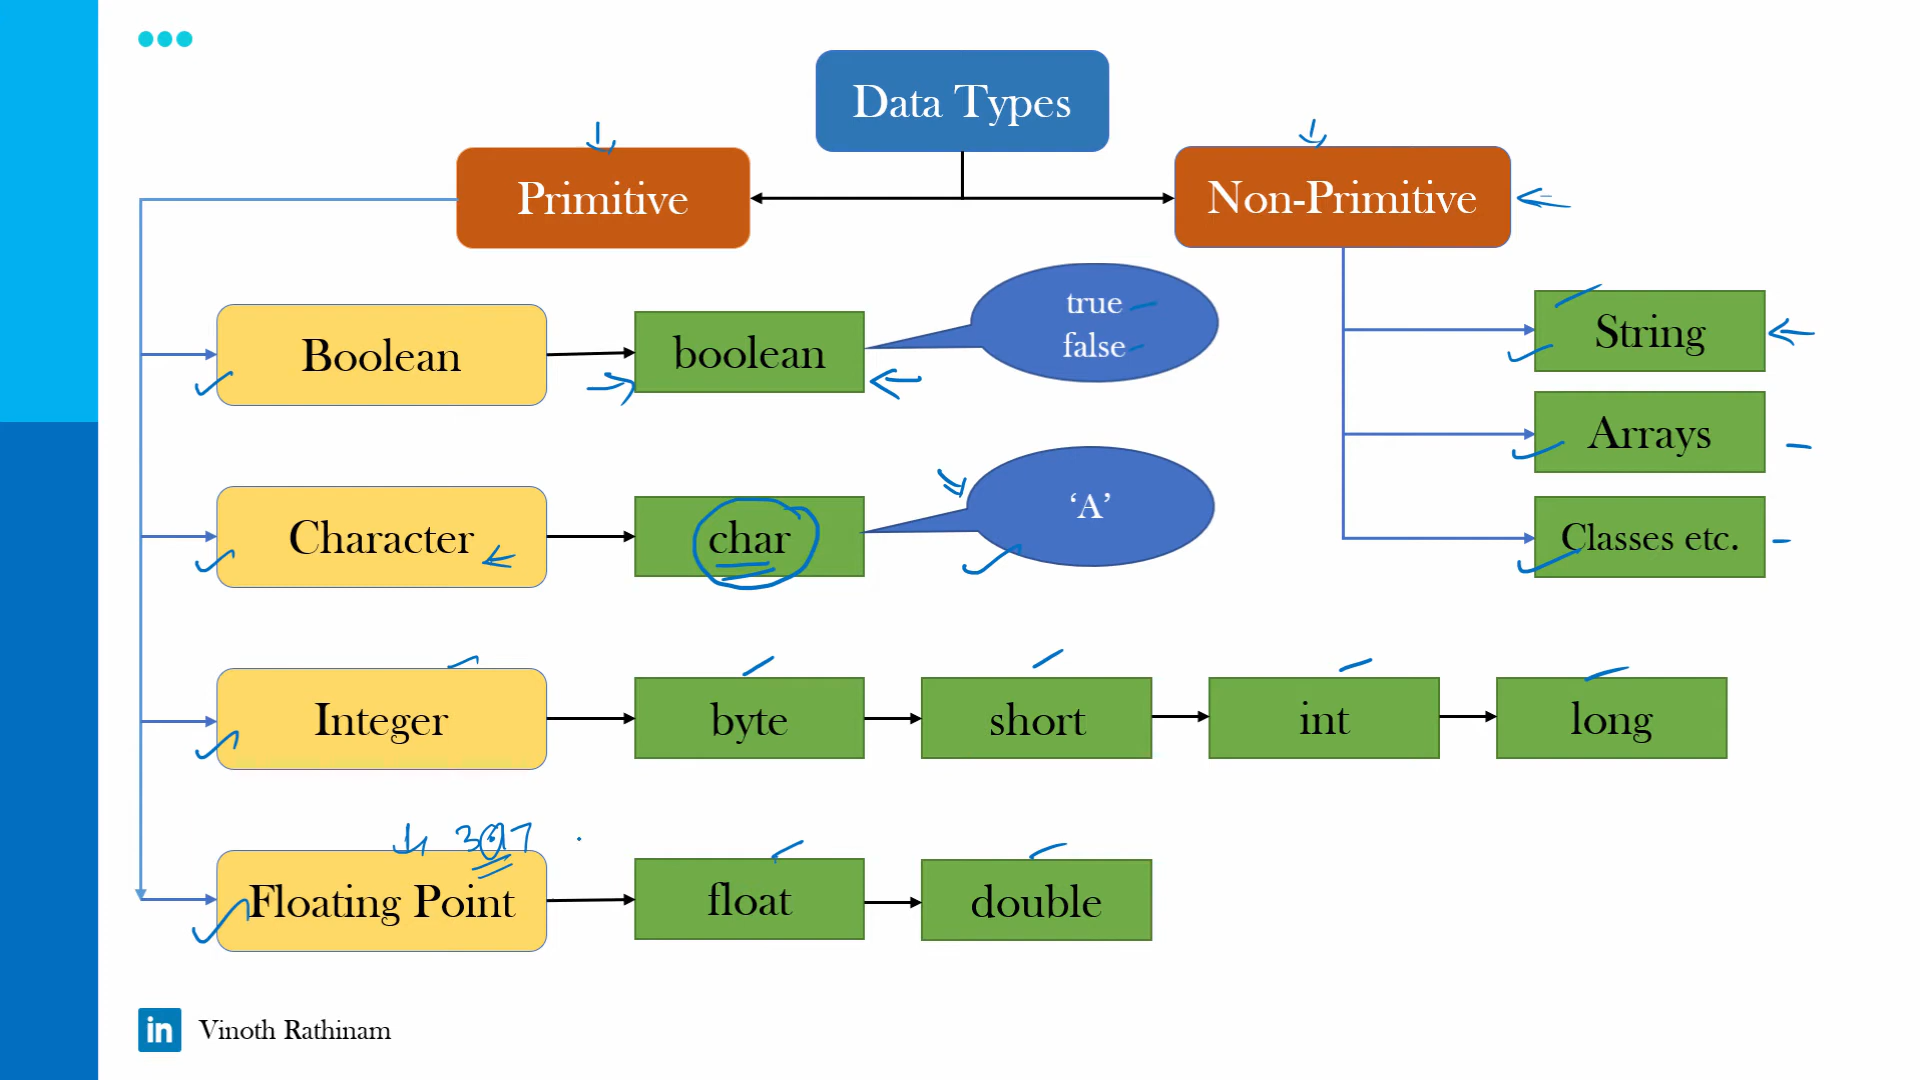 Data Types
Primitive
Non-Primitive
Boolean
boolean
true
false
String
Arrays
Character
char
‘A’
Classes etc.
Integer
byte
short
int
long
Floating Point
float
double
in
Vinoth Rathinam